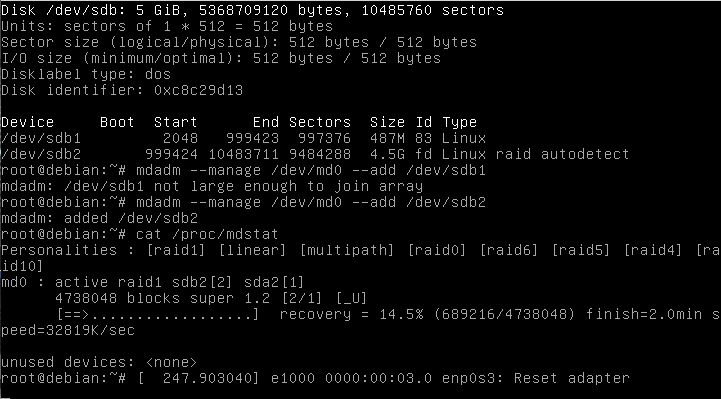 Disk /dev/sdb: 5 GiB, 5368709120 bytes, 10485760 sectors
Units: sectors of 1 * 512 = 512 bytes
Sector size (logical/physical): 512 bytes / 512 bytes
I/O size (minimum/optimal): 512 bytes / 512 bytes
Disklabel type: dos
Disk identifier: 0xc8c29d13

Device     Boot  Start      End Sectors  Size Id Type
/dev/sdb1         2048   999423  997376  487M 83 Linux
/dev/sdb2       999424 10483711 9484288  4.5G fd Linux raid autodetect
root@debian:~# mdadm --manage /dev/md0 --add /dev/sdb1
mdadm: /dev/sdb1 not large enough to join array
root@debian:~# mdadm --manage /dev/md0 --add /dev/sdb2
mdadm: added /dev/sdb2
root@debian:~# cat /proc/mdstat
Personalities : [raid1] [linear] [multipath] [raid0] [raid6] [raid5] [raid4] [ra
id10]
md0 : active raid1 sdb2[2] sda2[1]
      4738048 blocks super 1.2 [2/1] [_U]
      [==>..................]  recovery = 14.5% (689216/4738048) finish=2.0min s
peed=32819K/sec

unused devices: <none>
root@debian:~# [  247.903040] e1000 0000:00:03.0 enp0s3: Reset adapter